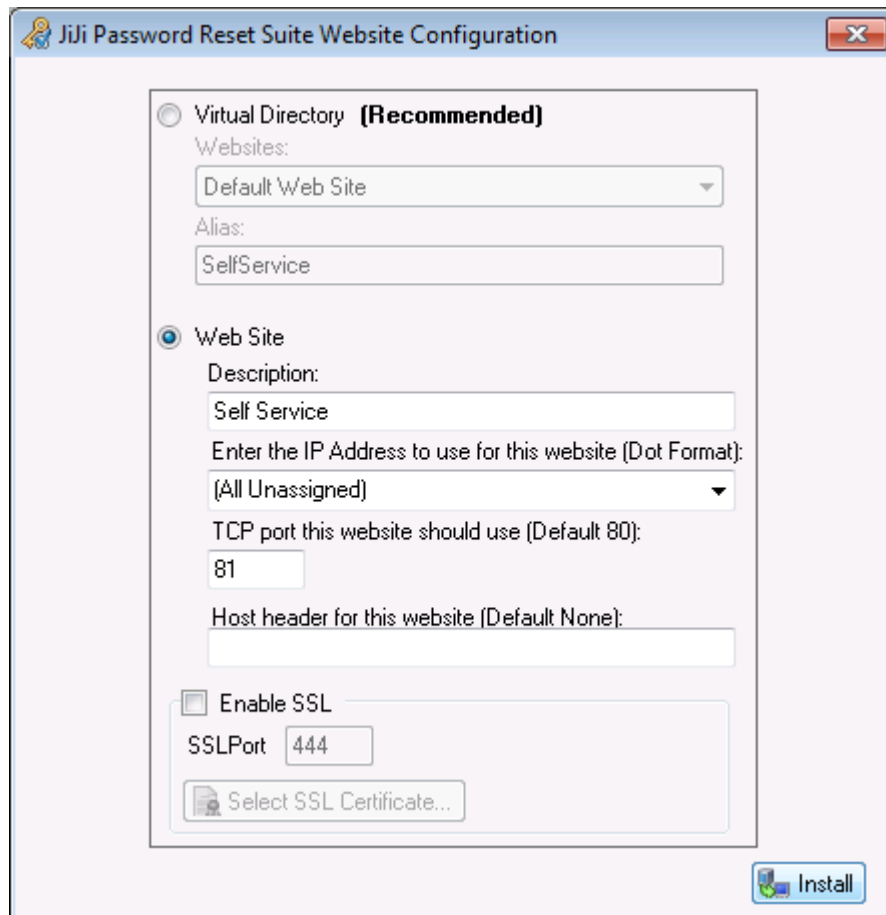 JiJi Password Reset Suite Website Configuration
Virtual Directory (Recommended)
Websites:
Default Web Site
Alias:
SelfService
Web Site
Description:
Self Service
Enter the IP Address to use for this website (Dot Format):
(All Unassigned)
TCP port this website should use (Default 80):
81
Host header for this website (Default None):
Enable SSL
SSLPort 444
Select SSL Certificate...
Install